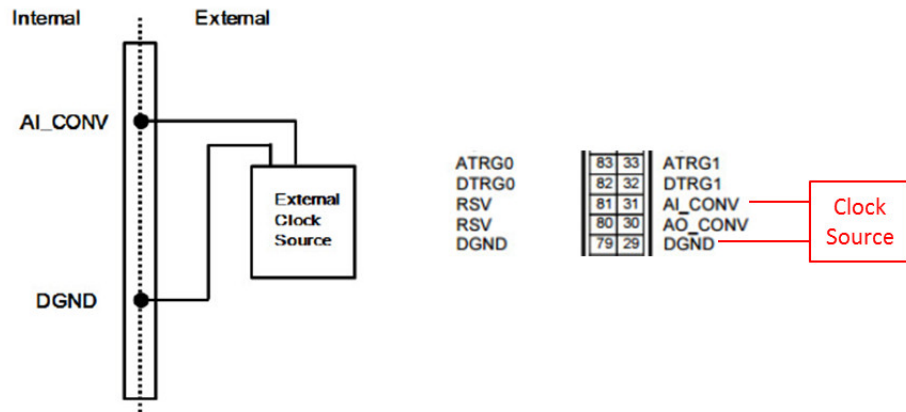 Internal
External
AI_CONV
External
Clock
Source
DGND
ATRG0 83 33 ATRG1
DTRG0 82 32 DTRG1
RSV 81 31 AI_CONV
RSV 80 30 AO_CONV
DGND 79 29 DGND
Clock
Source